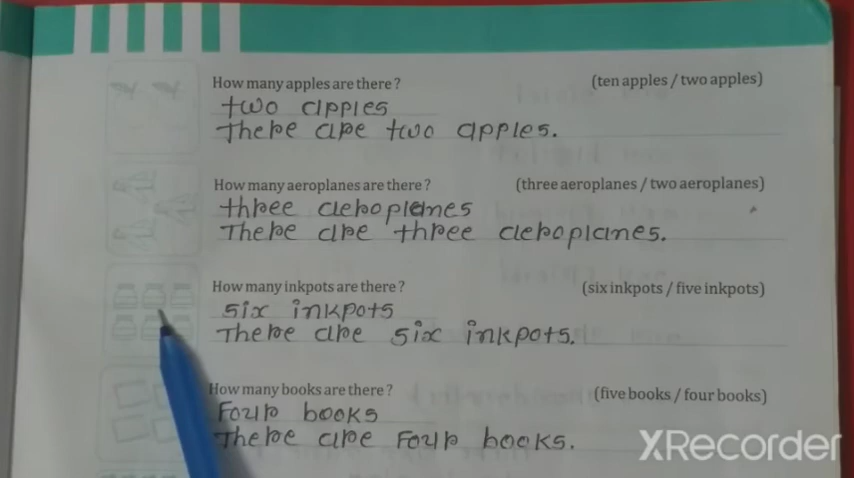 How many apples are there? (ten apples / two apples)
two apples
There are two apples.
How many aeroplanes are there? (three aeroplanes / two aeroplanes)
three aeroplanes
There are three aeroplanes.
How many inkpots are there? (six inkpots / five inkpots)
six inkpots
There are six inkpots.
How many books are there? (five books / four books)
Four books
There are Four books.
XRecorder